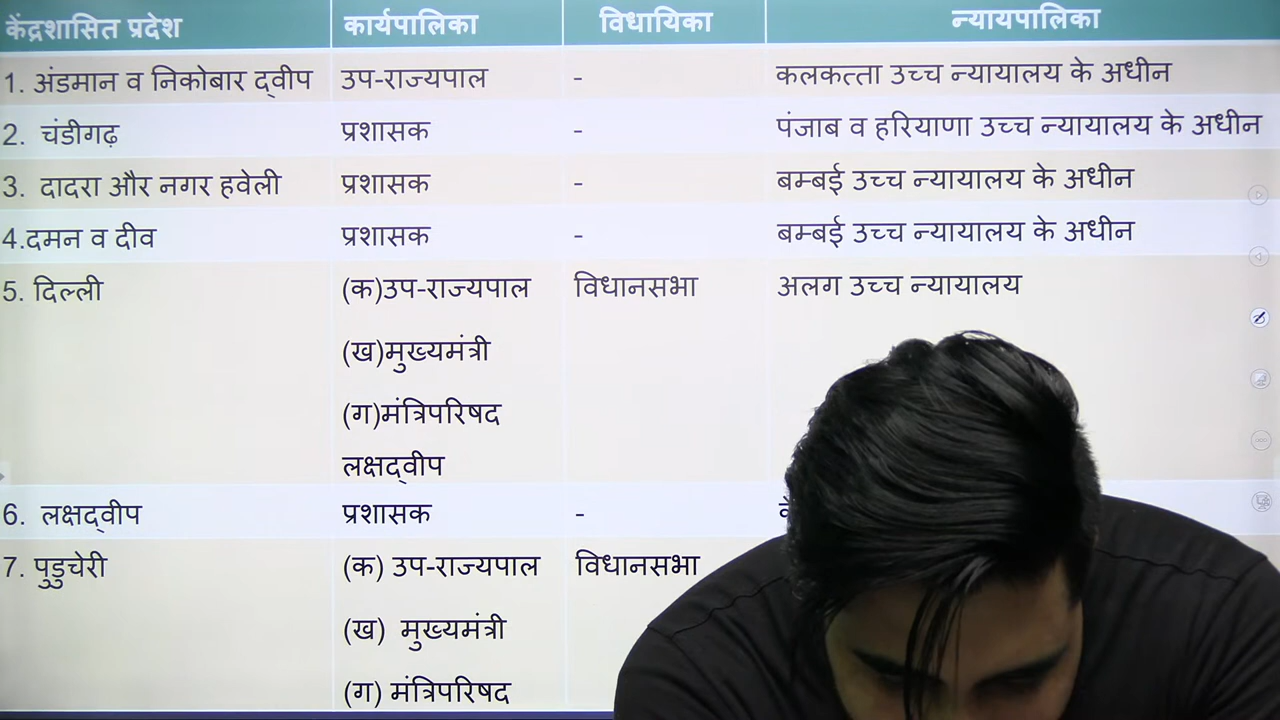 केंद्रशासित प्रदेश कार्यपालिका विधायिका न्यायपालिका
1. अंडमान व निकोबार द्वीप उप-राज्यपाल - कलकत्ता उच्च न्यायालय के अधीन
2. चंडीगढ़ प्रशासक - पंजाब व हरियाणा उच्च न्यायालय के अधीन
3. दादरा और नगर हवेली प्रशासक - बम्बई उच्च न्यायालय के अधीन
4.दमन व दीव प्रशासक - बम्बई उच्च न्यायालय के अधीन
5. दिल्ली (क)उप-राज्यपाल विधानसभा अलग उच्च न्यायालय
(ख)मुख्यमंत्री
(ग)मंत्रिपरिषद
लक्षद्वीप
6. लक्षद्वीप प्रशासक -
7. पुडुचेरी (क) उप-राज्यपाल विधानसभा
(ख) मुख्यमंत्री
(ग) मंत्रिपरिषद